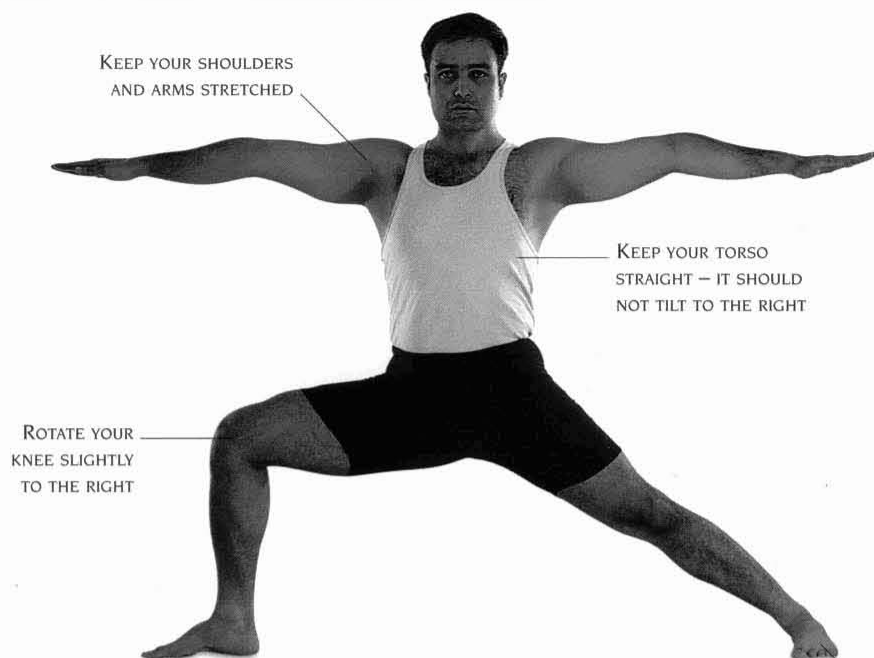 KEEP YOUR SHOULDERS
AND ARMS STRETCHED
KEEP YOUR TORSO
STRAIGHT – IT SHOULD
NOT TILT TO THE RIGHT
ROTATE YOUR
KNEE SLIGHTLY
TO THE RIGHT